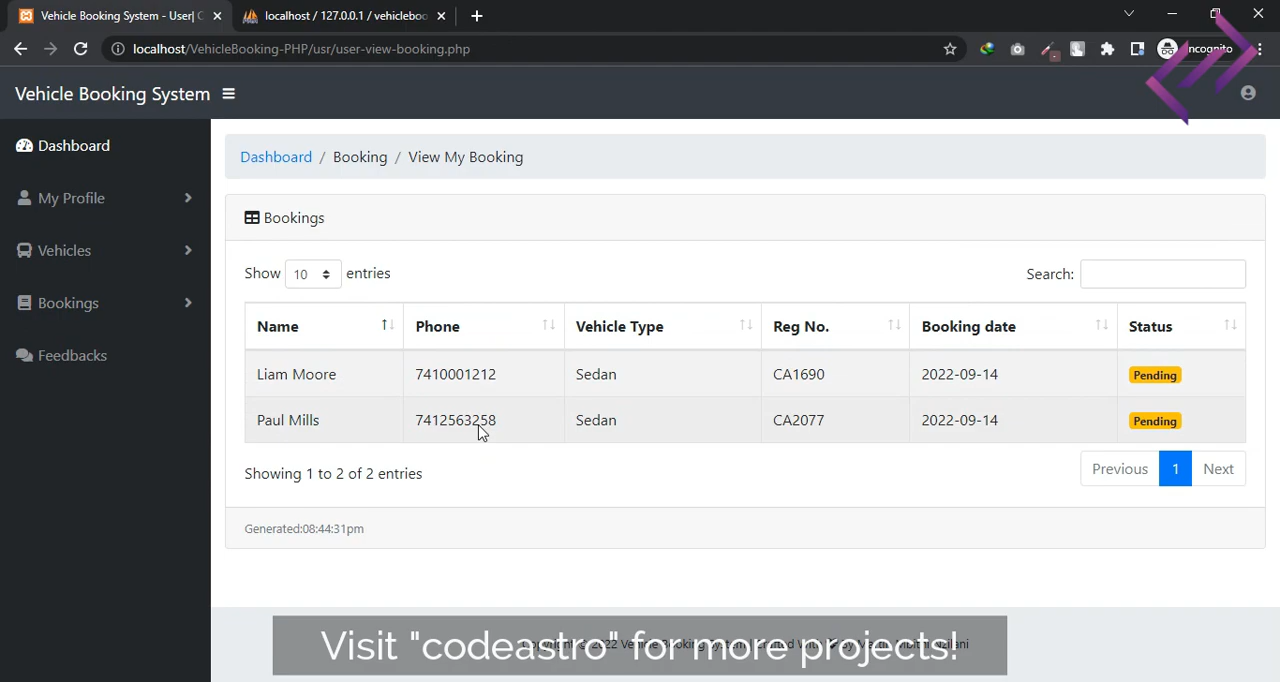 Vehicle Booking System - User| C
localhost / 127.0.0.1 / vehicleboo
localhost/VehicleBooking-PHP/usr/user-view-booking.php
Incognito
Vehicle Booking System
Dashboard
My Profile
Vehicles
Bookings
Feedbacks
Dashboard / Booking / View My Booking
Bookings
Show 10 entries
Search:
Name Phone Vehicle Type Reg No. Booking date Status
Liam Moore 7410001212 Sedan CA1690 2022-09-14 Pending
Paul Mills 7412563258 Sedan CA2077 2022-09-14 Pending
Showing 1 to 2 of 2 entries
Previous 1 Next
Generated:08:44:31pm
Visit "codeastro" for more projects!